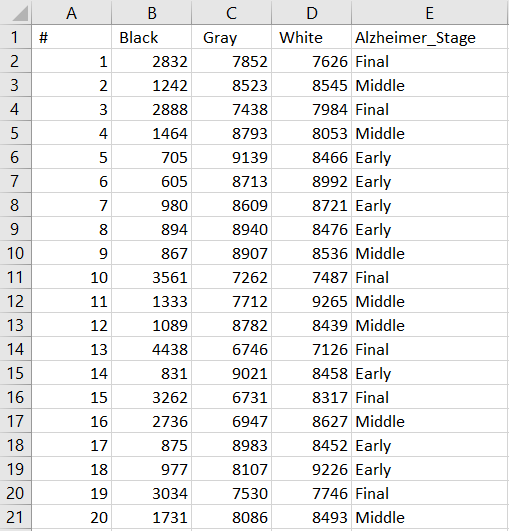 A B C D E
1 # Black Gray White Alzheimer_Stage
2 1 2832 7852 7626 Final
3 2 1242 8523 8545 Middle
4 3 2888 7438 7984 Final
5 4 1464 8793 8053 Middle
6 5 705 9139 8466 Early
7 6 605 8713 8992 Early
8 7 980 8609 8721 Early
9 8 894 8940 8476 Early
10 9 867 8907 8536 Middle
11 10 3561 7262 7487 Final
12 11 1333 7712 9265 Middle
13 12 1089 8782 8439 Middle
14 13 4438 6746 7126 Final
15 14 831 9021 8458 Early
16 15 3262 6731 8317 Final
17 16 2736 6947 8627 Middle
18 17 875 8983 8452 Early
19 18 977 8107 9226 Early
20 19 3034 7530 7746 Final
21 20 1731 8086 8493 Middle